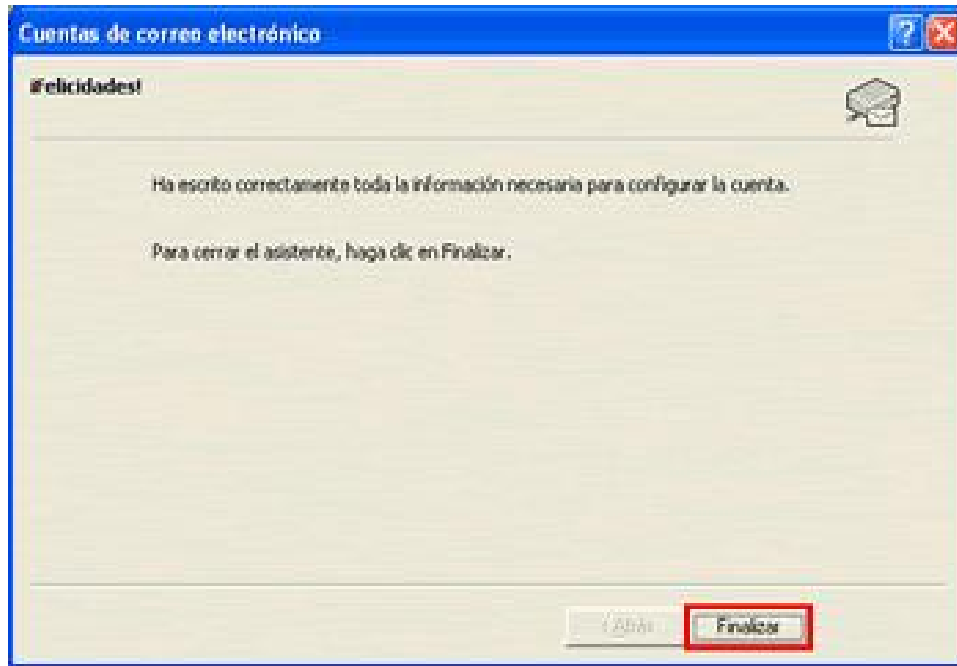 Cuentas de correo electrónico
¡Felicidades!
Ha escrito correctamente toda la información necesaria para configurar la cuenta.
Para cerrar el asistente, haga clic en Finalizar.
< Atrás
Finalizar